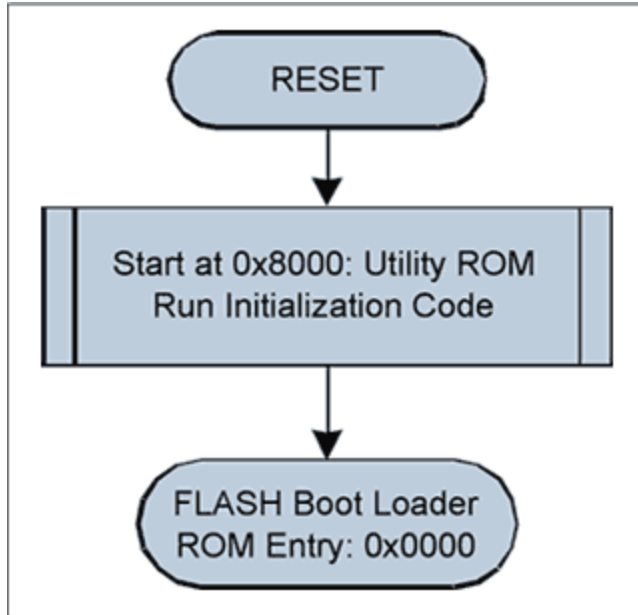 RESET
Start at 0x8000: Utility ROM
Run Initialization Code
FLASH Boot Loader
ROM Entry: 0x0000